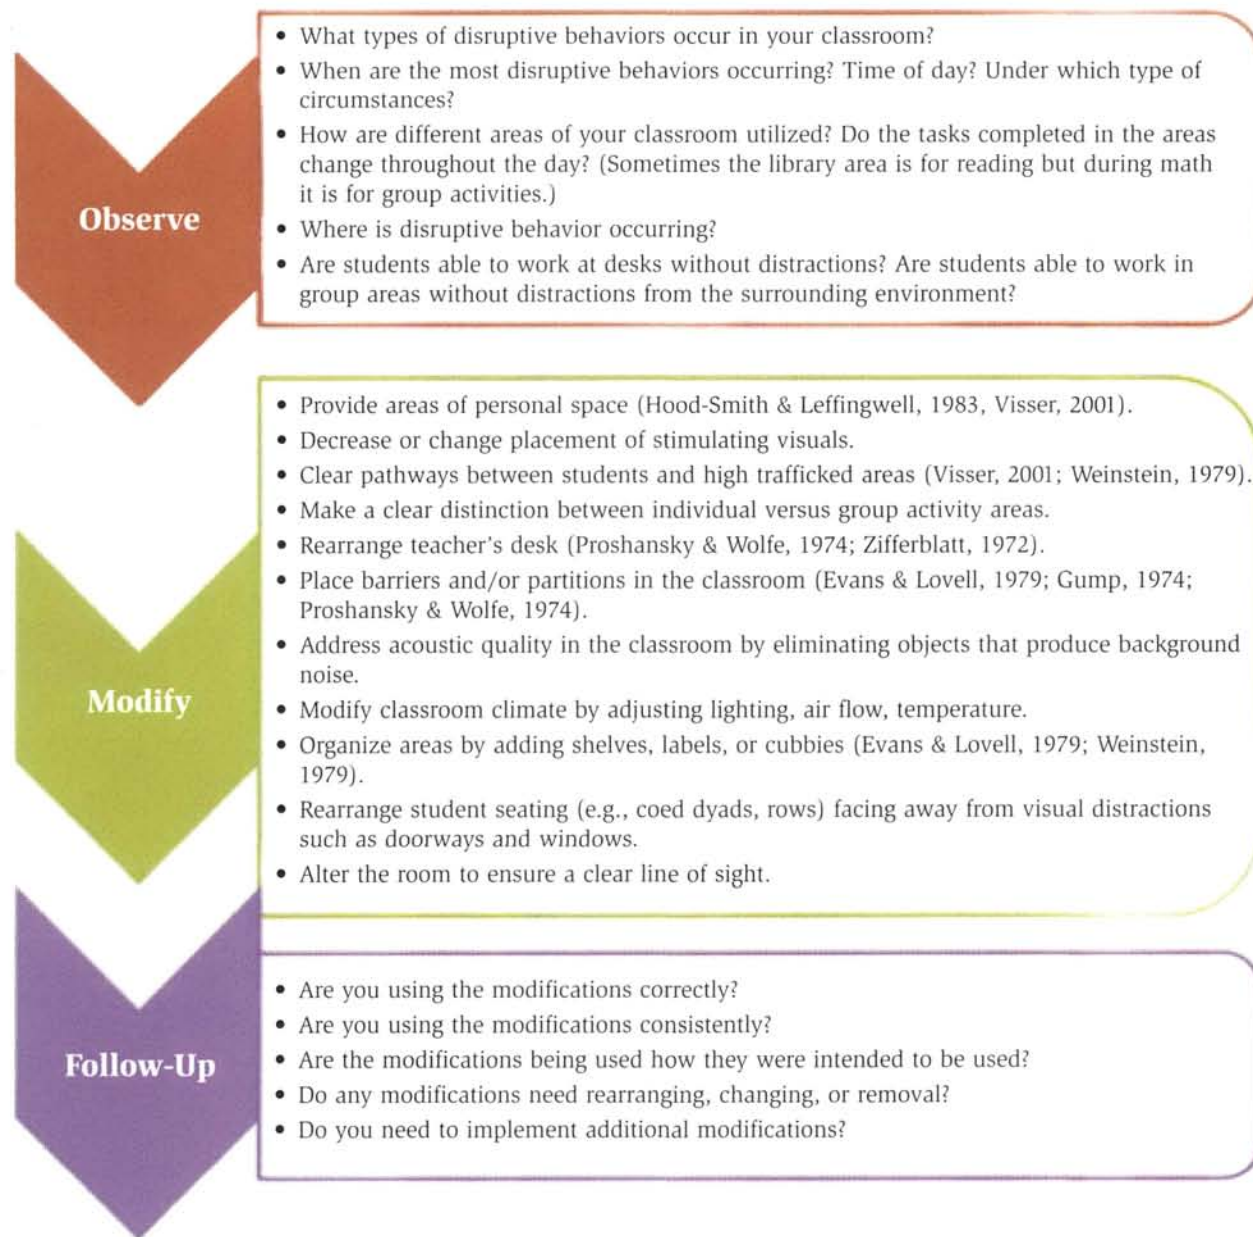 Observe
• What types of disruptive behaviors occur in your classroom?
• When are the most disruptive behaviors occurring? Time of day? Under which type of
circumstances?
• How are different areas of your classroom utilized? Do the tasks completed in the areas
change throughout the day? (Sometimes the library area is for reading but during math
it is for group activities.)
• Where is disruptive behavior occurring?
• Are students able to work at desks without distractions? Are students able to work in
group areas without distractions from the surrounding environment?
Modify
• Provide areas of personal space (Hood-Smith & Leffingwell, 1983, Visser, 2001).
• Decrease or change placement of stimulating visuals.
• Clear pathways between students and high trafficked areas (Visser, 2001; Weinstein, 1979).
• Make a clear distinction between individual versus group activity areas.
• Rearrange teacher's desk (Proshansky & Wolfe, 1974; Zifferblatt, 1972).
• Place barriers and/or partitions in the classroom (Evans & Lovell, 1979; Gump, 1974;
Proshansky & Wolfe, 1974).
• Address acoustic quality in the classroom by eliminating objects that produce background
noise.
• Modify classroom climate by adjusting lighting, air flow, temperature.
• Organize areas by adding shelves, labels, or cubbies (Evans & Lovell, 1979; Weinstein,
1979).
• Rearrange student seating (e.g., coed dyads, rows) facing away from visual distractions
such as doorways and windows.
• Alter the room to ensure a clear line of sight.
Follow-Up
• Are you using the modifications correctly?
• Are you using the modifications consistently?
• Are the modifications being used how they were intended to be used?
• Do any modifications need rearranging, changing, or removal?
• Do you need to implement additional modifications?